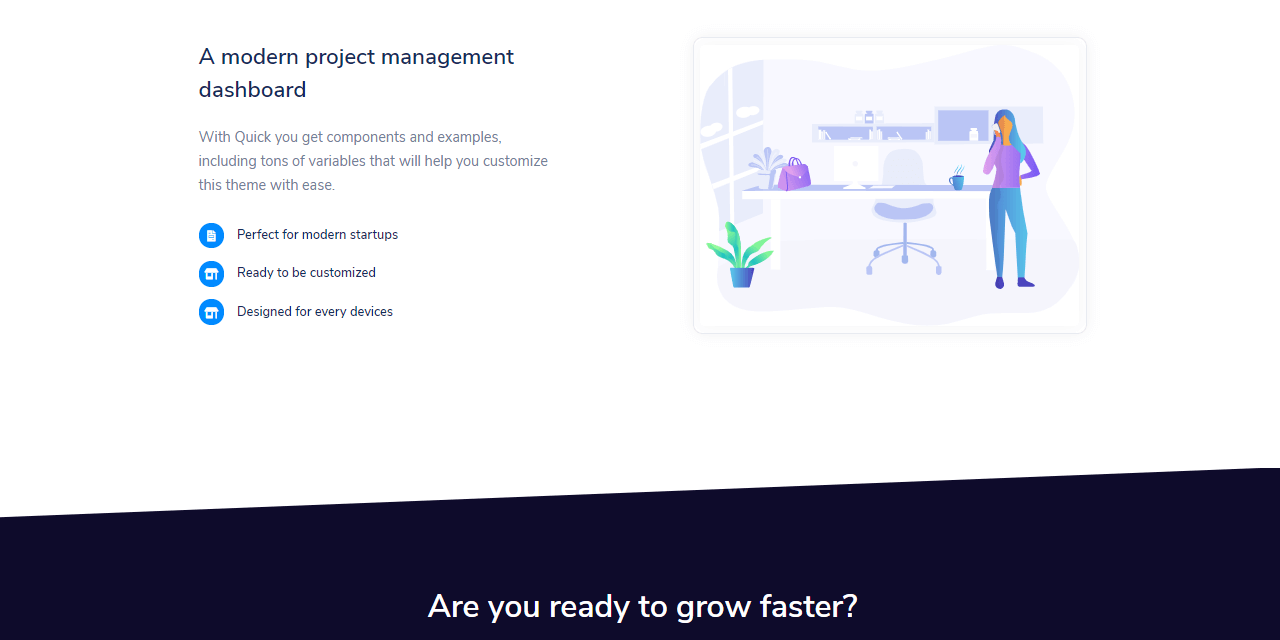 A modern project management
dashboard
With Quick you get components and examples,
including tons of variables that will help you customize
this theme with ease.
Perfect for modern startups
Ready to be customized
Designed for every devices
Are you ready to grow faster?